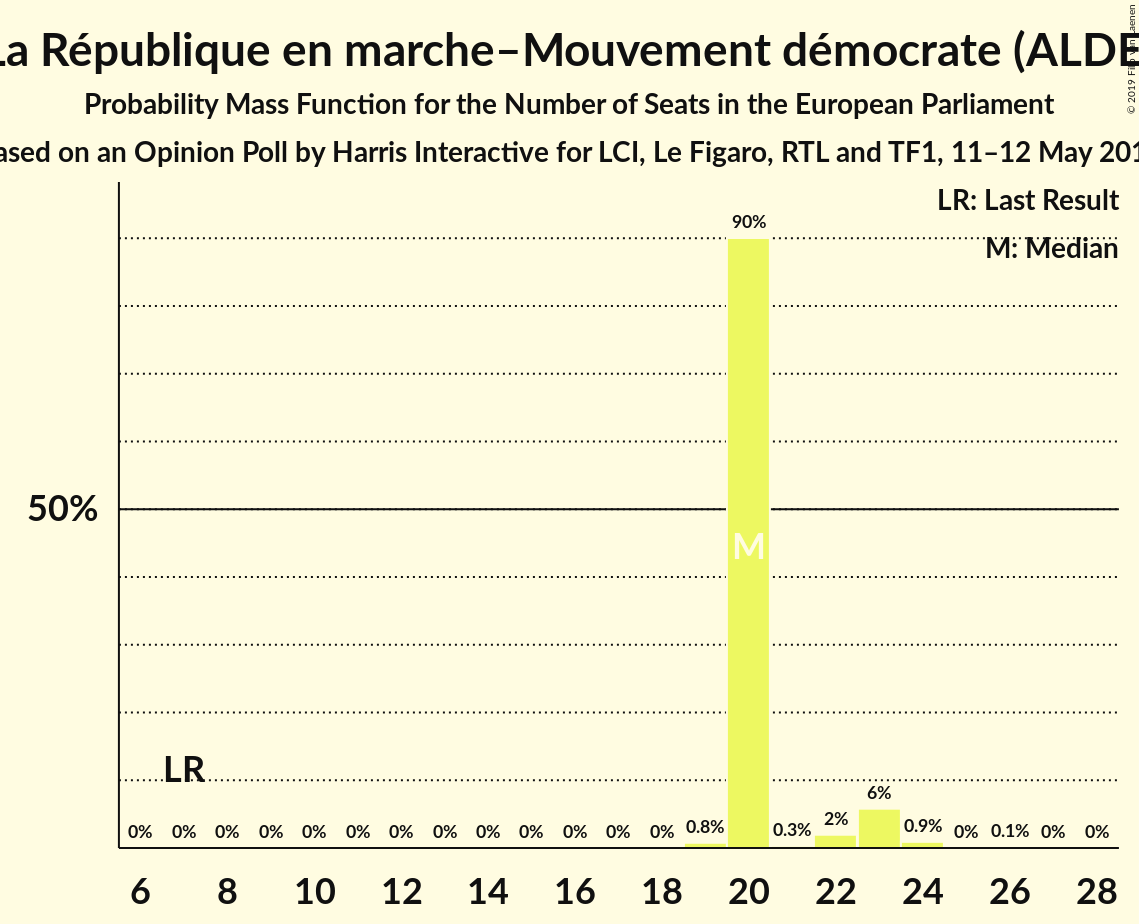 La République en marche–Mouvement démocrate (ALDE
Probability Mass Function for the Number of Seats in the European Parliament
ased on an Opinion Poll by Harris Interactive for LCI, Le Figaro, RTL and TF1, 11–12 May 201
© 2019
LR: Last Result
M: Median
90%
50%
M
LR
0% 0% 0% 0% 0% 0% 0% 0% 0% 0% 0% 0% 0% 0.8% 0.3% 2% 6% 0.9% 0% 0.1% 0% 0%
6 8 10 12 14 16 18 20 22 24 26 28